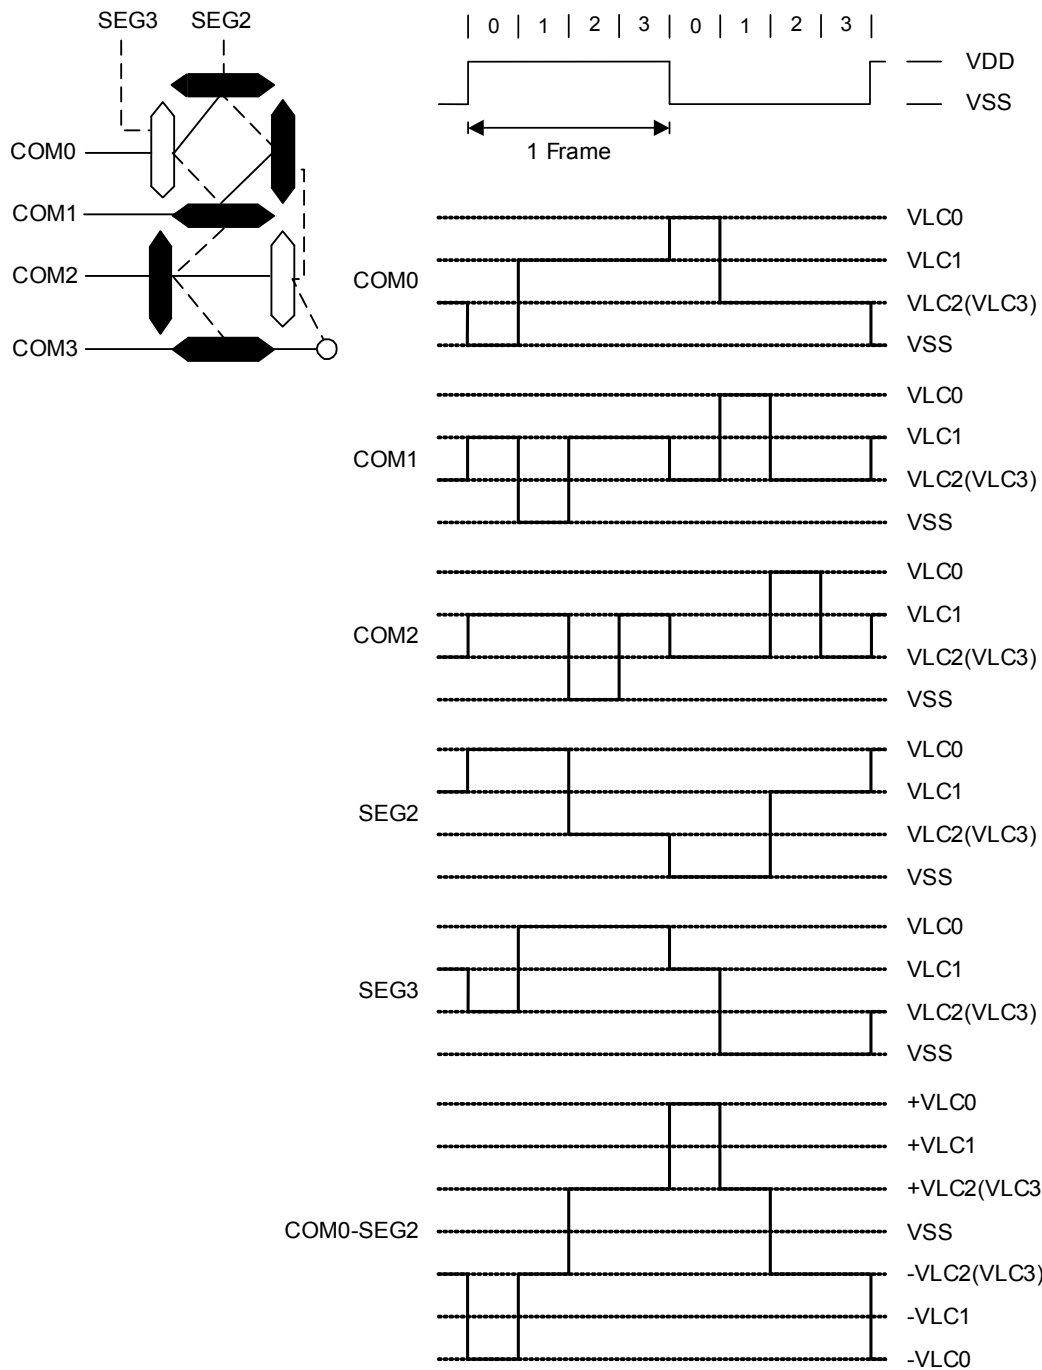 SEG3 SEG2
0 1 2 3 0 1 2 3
VDD
VSS
1 Frame
COM0
COM1
COM2
COM3
COM0
VLC0
VLC1
VLC2(VLC3)
VSS
COM1
VLC0
VLC1
VLC2(VLC3)
VSS
COM2
VLC0
VLC1
VLC2(VLC3)
VSS
SEG2
VLC0
VLC1
VLC2(VLC3)
VSS
SEG3
VLC0
VLC1
VLC2(VLC3)
VSS
COM0-SEG2
+VLC0
+VLC1
+VLC2(VLC3
VSS
-VLC2(VLC3)
-VLC1
-VLC0